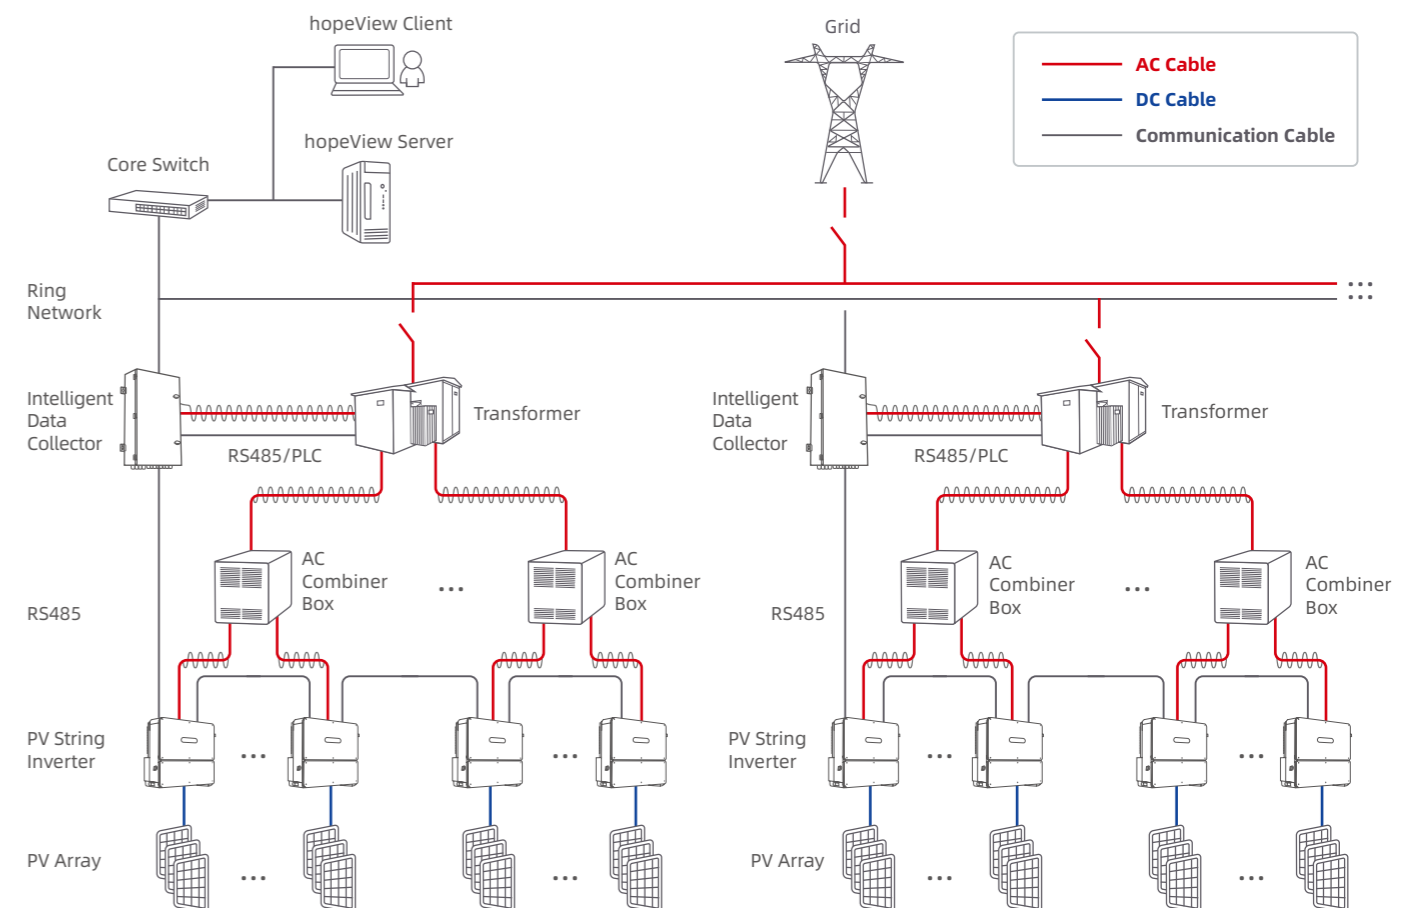 hopeView Client
Grid
AC Cable
DC Cable
Communication Cable
hopeView Server
Core Switch
Ring
Network
Intelligent
Data
Collector
Transformer
RS485/PLC
Intelligent
Data
Collector
Transformer
RS485/PLC
AC
Combiner
Box
...
AC
Combiner
Box
AC
Combiner
Box
...
AC
Combiner
Box
RS485
RS485
PV String
Inverter
...
...
PV String
Inverter
...
...
PV Array
...
...
PV Array
...
...